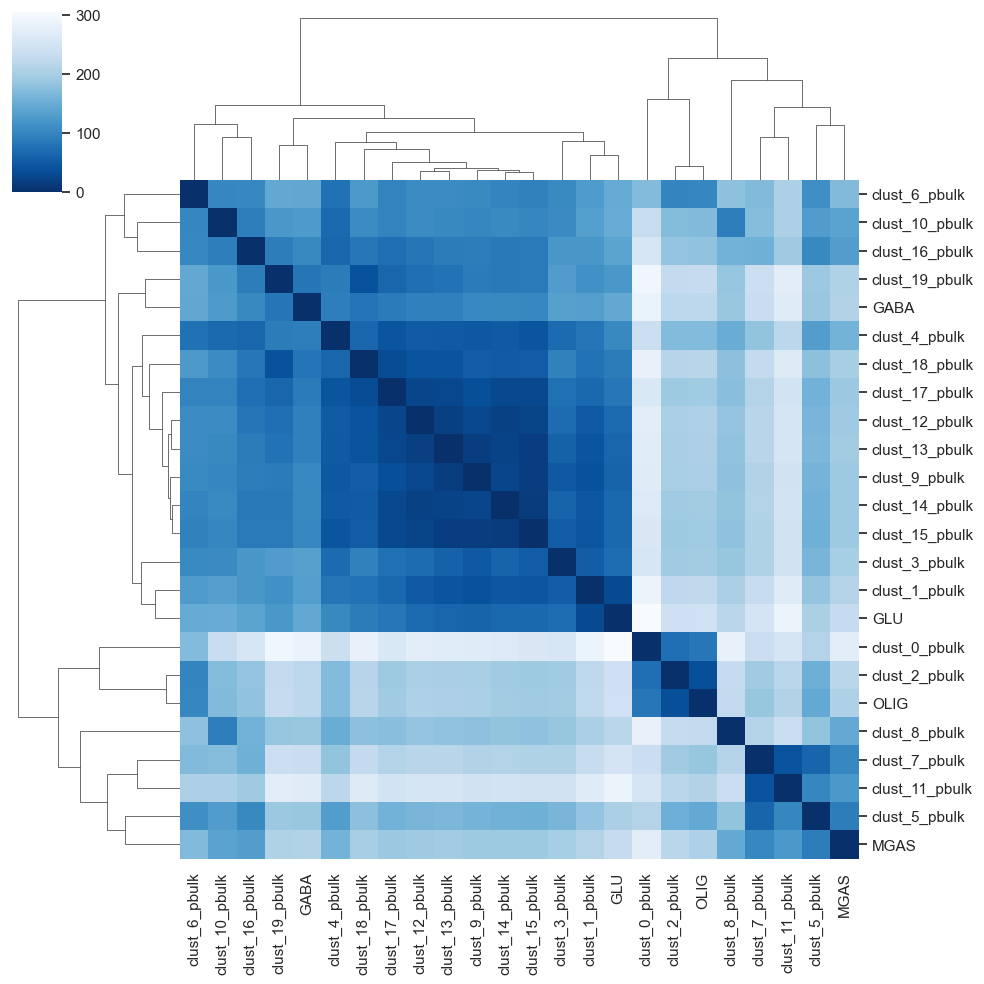 300
200
100
0
clust_6_pbulk
clust_10_pbulk
clust_16_pbulk
clust_19_pbulk
GABA
clust_4_pbulk
clust_18_pbulk
clust_17_pbulk
clust_12_pbulk
clust_13_pbulk
clust_9_pbulk
clust_14_pbulk
clust_15_pbulk
clust_3_pbulk
clust_1_pbulk
GLU
clust_0_pbulk
clust_2_pbulk
OLIG
clust_8_pbulk
clust_7_pbulk
clust_11_pbulk
clust_5_pbulk
MGAS
clust_6_pbulk
clust_10_pbulk
clust_16_pbulk
clust_19_pbulk
GABA
clust_4_pbulk
clust_18_pbulk
clust_17_pbulk
clust_12_pbulk
clust_13_pbulk
clust_9_pbulk
clust_14_pbulk
clust_15_pbulk
clust_3_pbulk
clust_1_pbulk
GLU
clust_0_pbulk
clust_2_pbulk
OLIG
clust_8_pbulk
clust_7_pbulk
clust_11_pbulk
clust_5_pbulk
MGAS